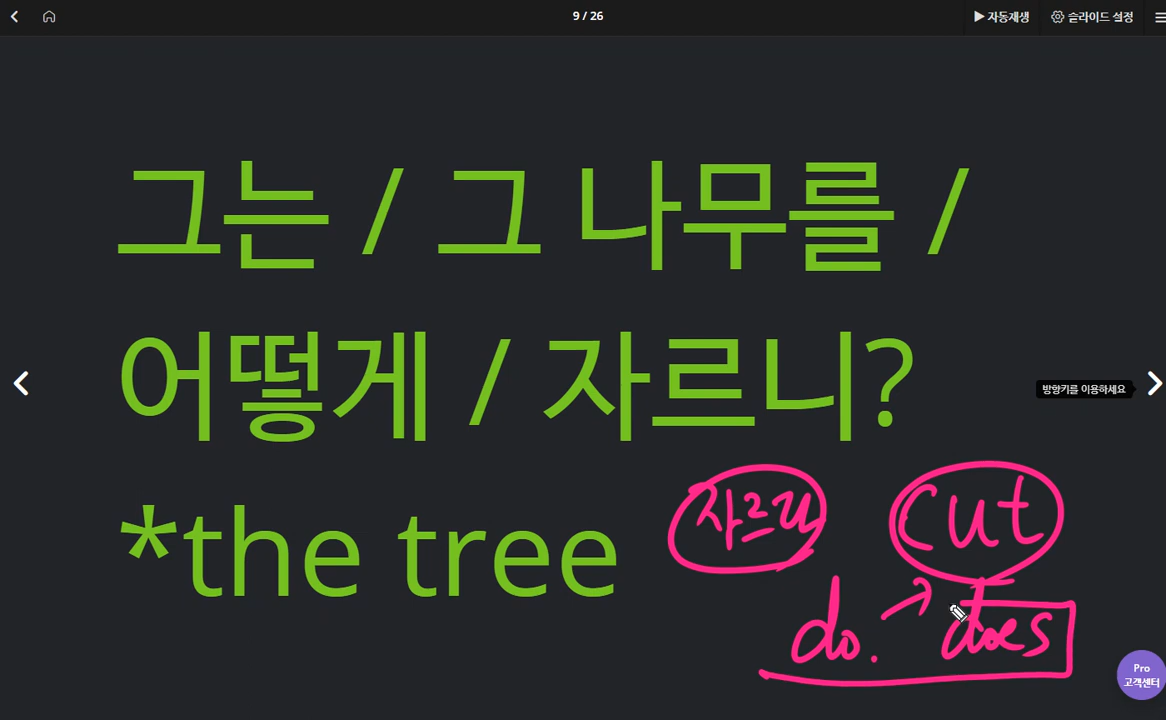 9 / 26
▶ 자동재생
슬라이드 설정
그는 / 그 나무를 /
어떻게 / 자르니?
방향키를 이용하세요
*the tree
자르니
cut
do.
does
Pro
고객센터